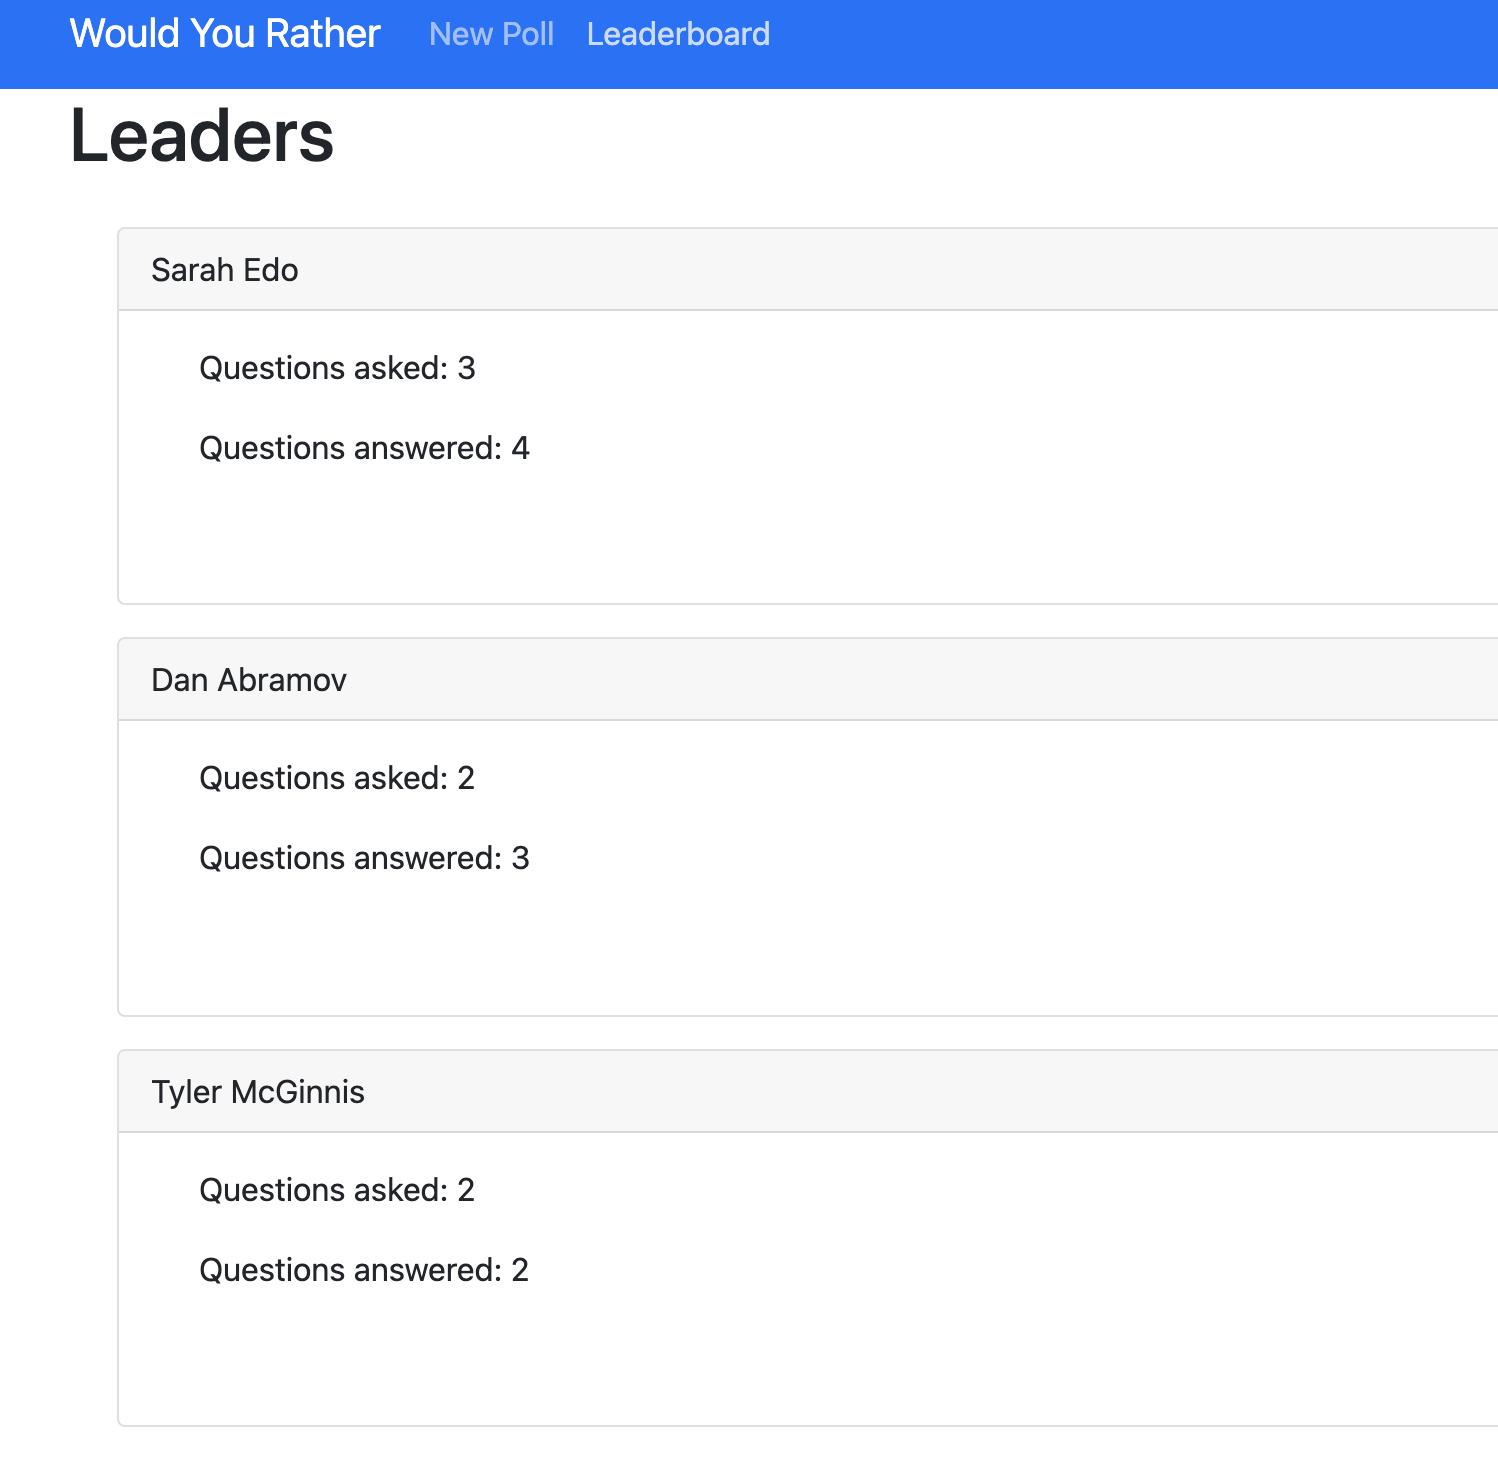 Would You Rather New Poll Leaderboard
Leaders
Sarah Edo
Questions asked: 3
Questions answered: 4
Dan Abramov
Questions asked: 2
Questions answered: 3
Tyler McGinnis
Questions asked: 2
Questions answered: 2